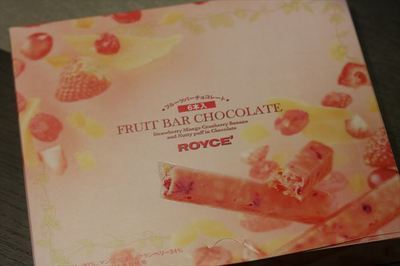 フルーツバーチョコレート
6本入
FRUIT BAR CHOCOLATE
Strawberry Mango Cranberry Banana
and Nutty puff in Chocolate
ROYCE'